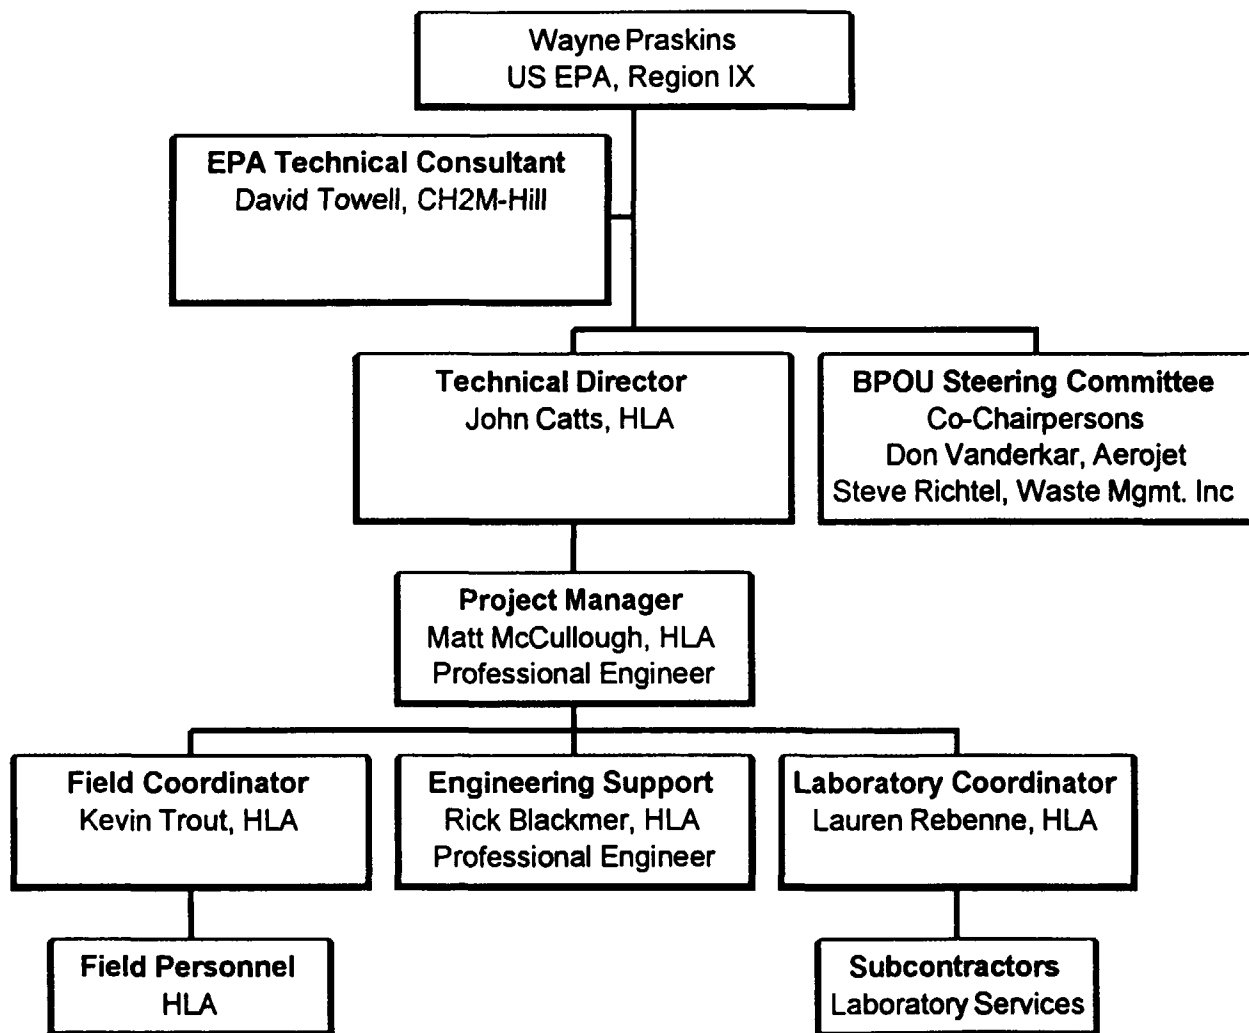 Wayne Praskins
US EPA, Region IX
EPA Technical Consultant
David Towell, CH2M-Hill
Technical Director
John Catts, HLA
BPOU Steering Committee
Co-Chairpersons
Don Vanderkar, Aerojet
Steve Richtel, Waste Mgmt. Inc
Project Manager
Matt McCullough, HLA
Professional Engineer
Field Coordinator
Kevin Trout, HLA
Engineering Support
Rick Blackmer, HLA
Professional Engineer
Laboratory Coordinator
Lauren Rebenne, HLA
Field Personnel
HLA
Subcontractors
Laboratory Services